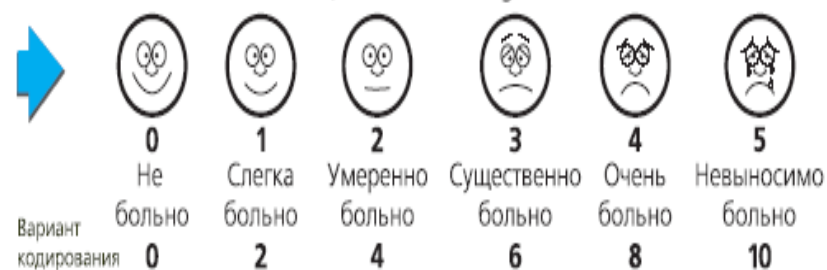 0 1 2 3 4 5
Не Слегка Умеренно Существенно Очень Невыносимо
больно больно больно больно больно больно
Вариант
кодирования 0 2 4 6 8 10